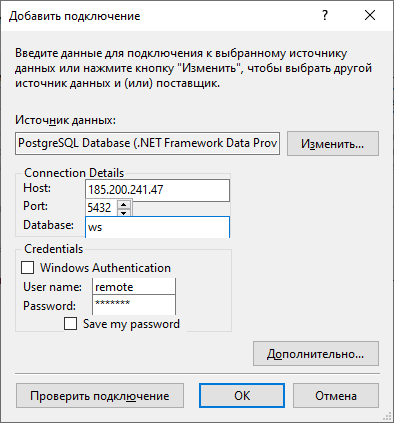 Добавить подключение
Введите данные для подключения к выбранному источнику
данных или нажмите кнопку "Изменить", чтобы выбрать другой
источник данных и (или) поставщик.
Источник данных:
PostgreSQL Database (.NET Framework Data Prov
Изменить...
Connection Details
Host: 185.200.241.47
Port: 5432
Database: ws
Credentials
Windows Authentication
User name: remote
Password: *******
Save my password
Дополнительно...
Проверить подключение ОК Отмена